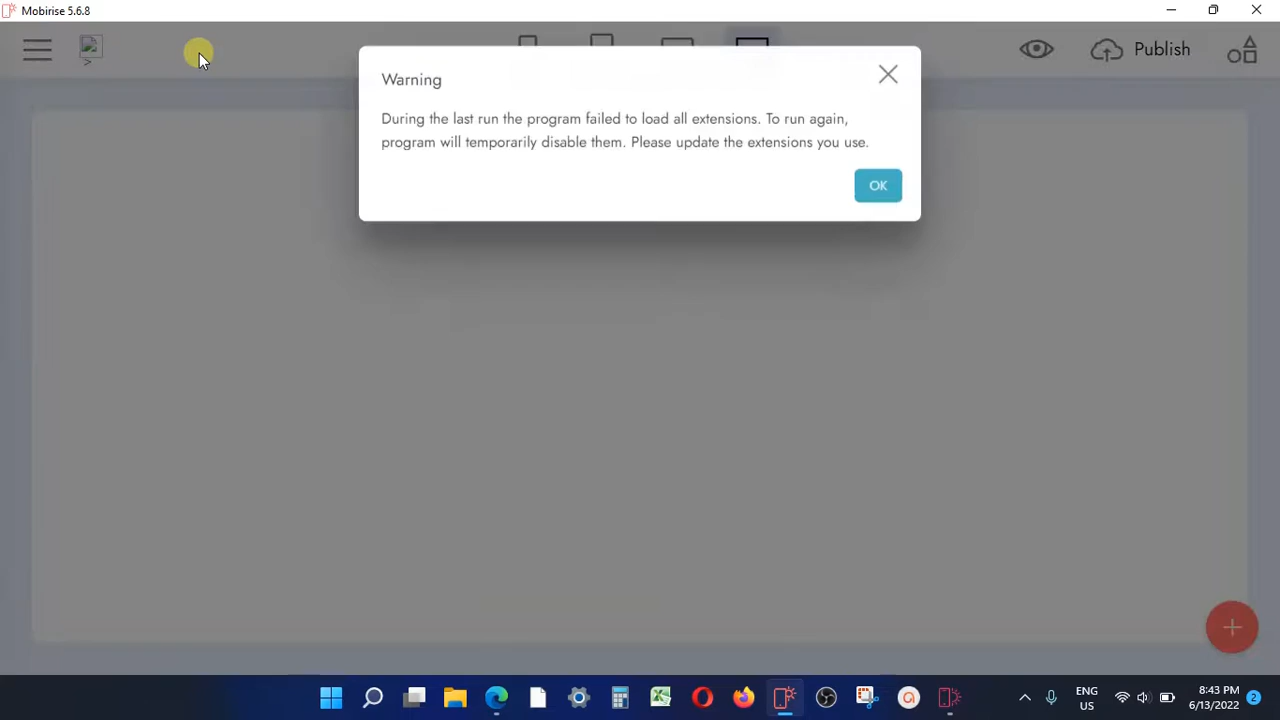 Mobirise 5.6.8
>
Publish
Warning
During the last run the program failed to load all extensions. To run again,
program will temporarily disable them. Please update the extensions you use.
OK
ENG
US
8:43 PM
6/13/2022
2